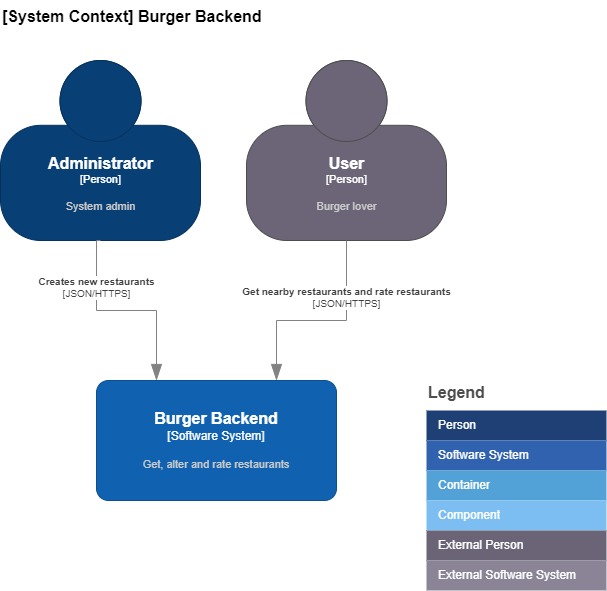 [System Context] Burger Backend
Administrator
[Person]
System admin
User
[Person]
Burger lover
Creates new restaurants
[JSON/HTTPS]
Get nearby restaurants and rate restaurants
[JSON/HTTPS]
Burger Backend
[Software System]
Get, alter and rate restaurants
Legend
Person
Software System
Container
Component
External Person
External Software System